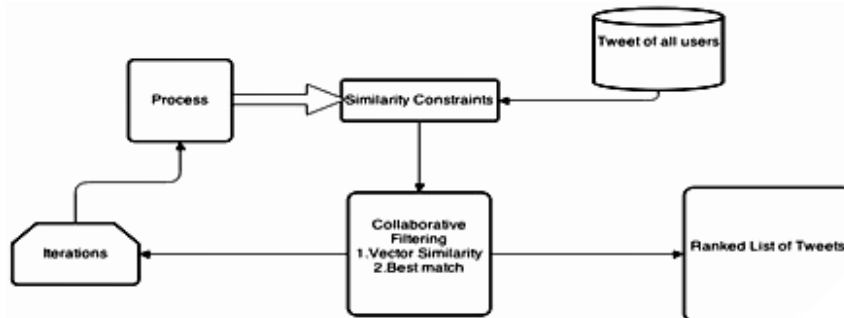 Tweet of all users
Process
Similarity Constraints
Collaborative
Filtering
1.Vector Similarity
2.Best match
Iterations
Ranked List of Tweets